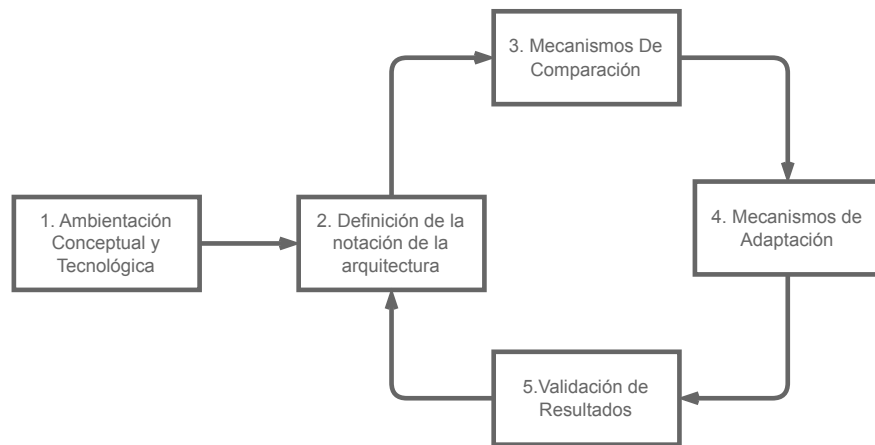 1. Ambientación
Conceptual y
Tecnológica
2. Definición de la
notación de la
arquitectura
3. Mecanismos De
Comparación
4. Mecanismos de
Adaptación
5.Validación de
Resultados